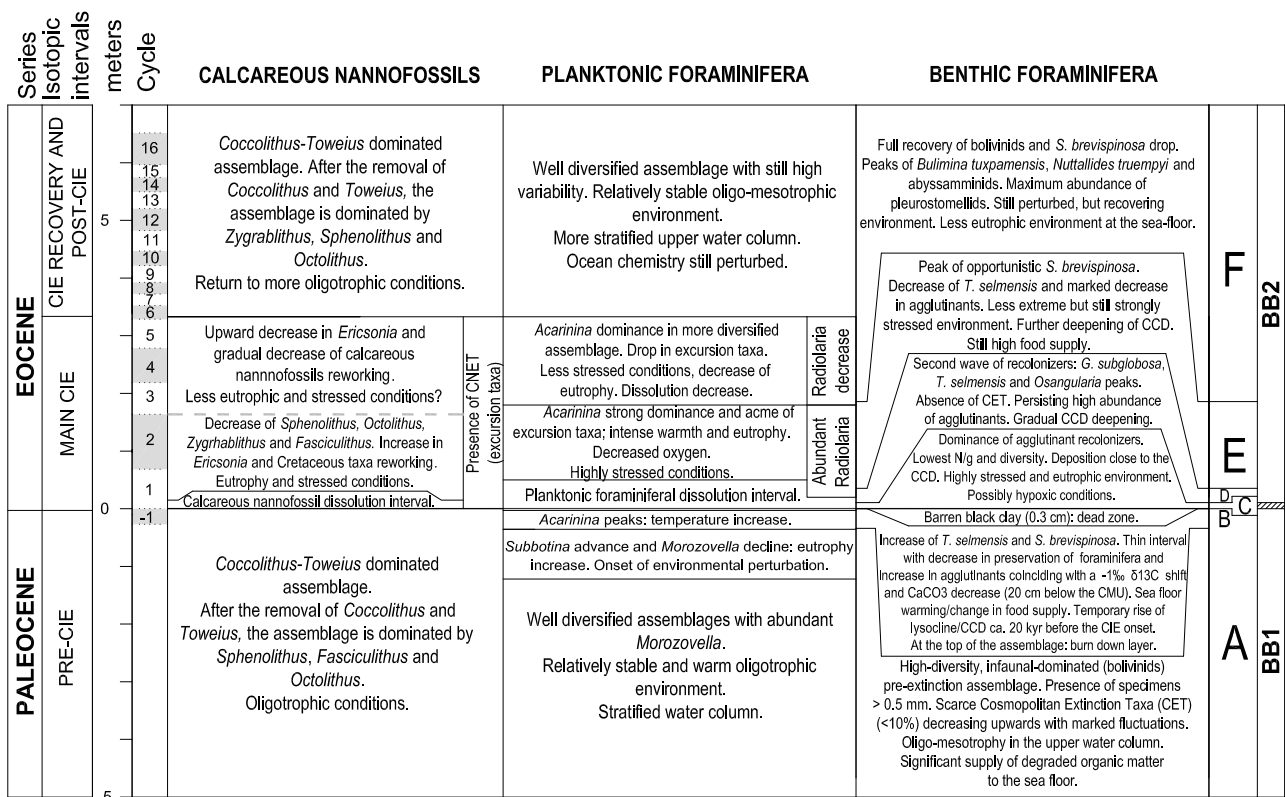 Series
Isotopic
intervals
meters
Cycle
CALCAREOUS NANNOFOSSILS
PLANKTONIC FORAMINIFERA
BENTHIC FORAMINIFERA
EOCENE
PALEOCENE
CIE RECOVERY AND
POST-CIE
MAIN CIE
PRE-CIE
5
0
5
16
15
14
13
12
11
10
9
8
7
6
5
4
3
2
1
-1
Coccolithus-Toweius dominated
assemblage. After the removal of
Coccolithus and Toweius, the
assemblage is dominated by
Zygrablithus, Sphenolithus and
Octolithus.
Return to more oligotrophic conditions.
Upward decrease in Ericsonia and
gradual decrease of calcareous
nannnofossils reworking.
Less eutrophic and stressed conditions?
Decrease of Sphenolithus, Octolithus,
Zygrhablithus and Fasciculithus. Increase in
Ericsonia and Cretaceous taxa reworking.
Eutrophy and stressed conditions.
Calcareous nannofossil dissolution interval.
Presence of CNET
(excursion taxa)
Coccolithus-Toweius dominated
assemblage.
After the removal of Coccolithus and
Toweius, the assemblage is dominated by
Sphenolithus, Fasciculithus and
Octolithus.
Oligotrophic conditions.
Well diversified assemblage with still high
variability. Relatively stable oligo-mesotrophic
environment.
More stratified upper water column.
Ocean chemistry still perturbed.
Acarinina dominance in more diversified
assemblage. Drop in excursion taxa.
Less stressed conditions, decrease of
eutrophy. Dissolution decrease.
Radiolaria
decrease
Acarinina strong dominance and acme of
excursion taxa; intense warmth and eutrophy.
Decreased oxygen.
Highly stressed conditions.
Abundant
Radiolaria
Planktonic foraminiferal dissolution interval.
Acarinina peaks: temperature increase.
Subbotina advance and Morozovella decline: eutrophy
increase. Onset of environmental perturbation.
Well diversified assemblages with abundant
Morozovella.
Relatively stable and warm oligotrophic
environment.
Stratified water column.
Full recovery of bolivinids and S. brevispinosa drop.
Peaks of Bulimina tuxpamensis, Nuttallides truempyi and
abyssamminids. Maximum abundance of
pleurostomellids. Still perturbed, but recovering
environment. Less eutrophic environment at the sea-floor.
Peak of opportunistic S. brevispinosa.
Decrease of T. selmensis and marked decrease
in agglutinants. Less extreme but still strongly
stressed environment. Further deepening of CCD.
Still high food supply.
Second wave of recolonizers: G. subglobosa,
T. selmensis and Osangularia peaks.
Absence of CET. Persisting high abundance
of agglutinants. Gradual CCD deepening.
Dominance of agglutinant recolonizers.
Lowest N/g and diversity. Deposition close to the
CCD. Highly stressed and eutrophic environment.
Possibly hypoxic conditions.
Barren black clay (0.3 cm): dead zone.
Increase of T. selmensis and S. brevispinosa. Thin interval
with decrease in preservation of foraminifera and
increase in agglutinants coinciding with a -1‰ δ13C shift
and CaCO3 decrease (20 cm below the CMU). Sea floor
warming/change in food supply. Temporary rise of
lysocline/CCD ca. 20 kyr before the CIE onset.
At the top of the assemblage: burn down layer.
High-diversity, infaunal-dominated (bolivinids)
pre-extinction assemblage. Presence of specimens
> 0.5 mm. Scarce Cosmopolitan Extinction Taxa (CET)
(<10%) decreasing upwards with marked fluctuations.
Oligo-mesotrophy in the upper water column.
Significant supply of degraded organic matter
to the sea floor.
F
E
D
C
B
A
BB2
BB1